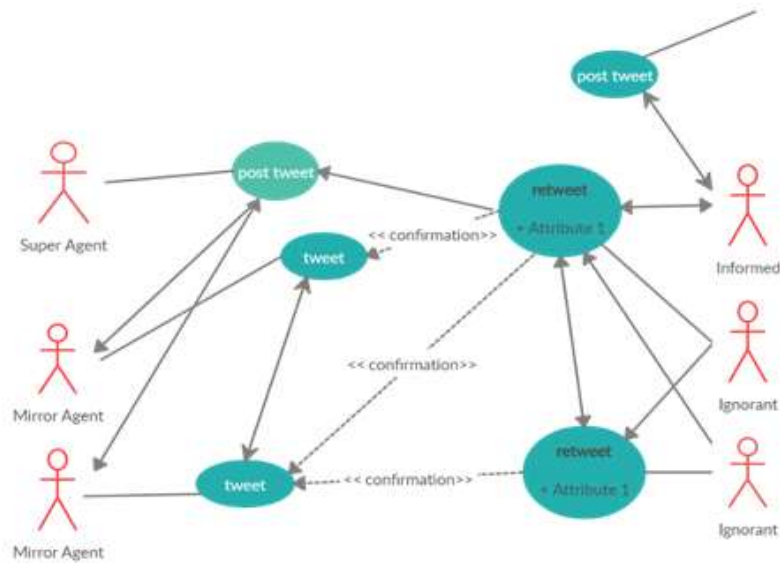 post tweet
post tweet
retweet
+ Attribute 1
<< confirmation>>
Super Agent
tweet
Informed
<< confirmation>>
Mirror Agent
Ignorant
retweet
tweet
<< confirmation>>
+ Attribute 1
Mirror Agent
Ignorant